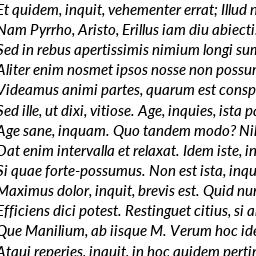 Et quidem, inquit, vehementer errat; Illud n
Nam Pyrrho, Aristo, Erillus iam diu abiecti.
Sed in rebus apertissimis nimium longi sum
Aliter enim nosmet ipsos nosse non possum
Videamus animi partes, quarum est consp
Sed ille, ut dixi, vitiose. Age, inquies, ista pa
Age sane, inquam. Quo tandem modo? Nil
Dat enim intervalla et relaxat. Idem iste, in
Si quae forte-possumus. Non est ista, inqu
Maximus dolor, inquit, brevis est. Quid nun
Efficiens dici potest. Restinguet citius, si a
Que Manilium, ab iisque M. Verum hoc ide
Atqui reperies, inquit, in hoc quidem pertin